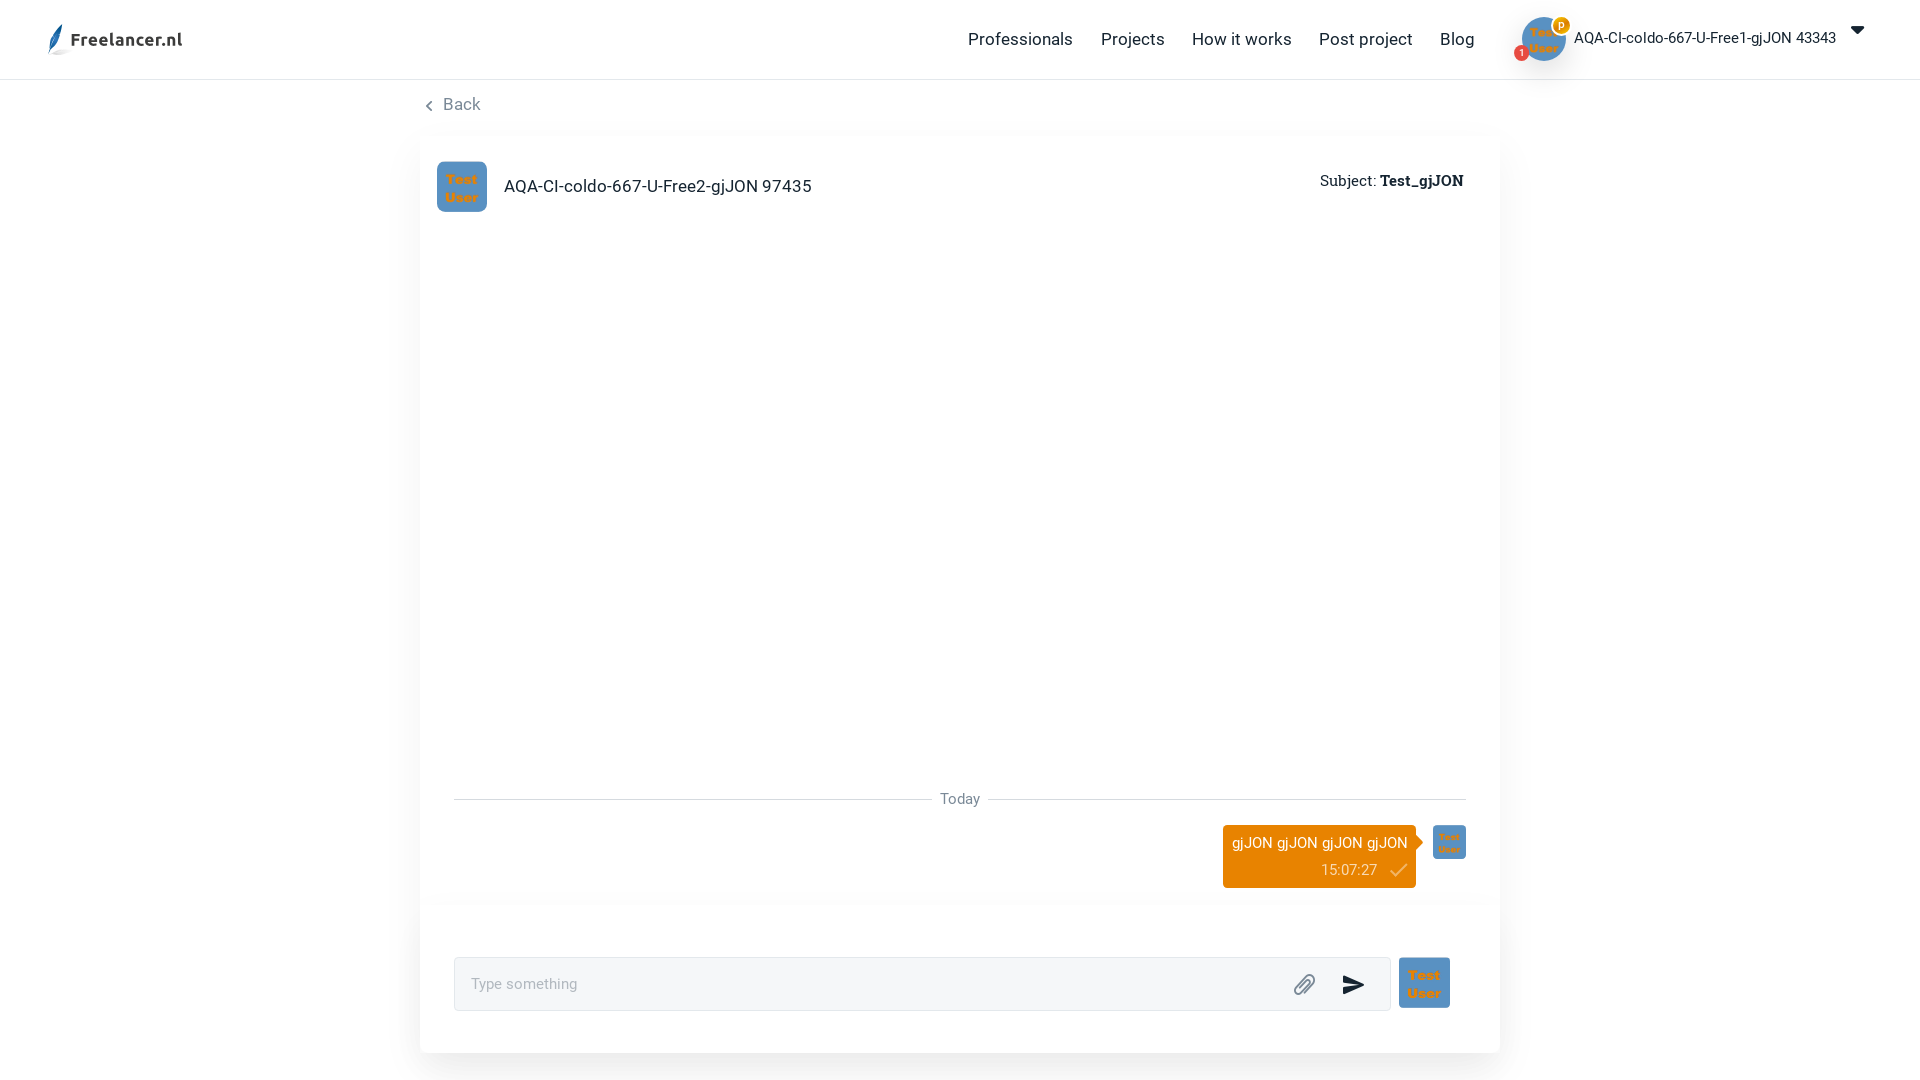 Freelancer.nl
Professionals
Projects
How it works
Post project
Blog
Test
User
p
1
AQA-CI-coldo-667-U-Free1-gjJON 43343
Back
Test
User
AQA-CI-coldo-667-U-Free2-gjJON 97435
Subject: Test_gjJON
Today
gjJON gjJON gjJON gjJON
15:07:27
Test
User
Type something
Test
User